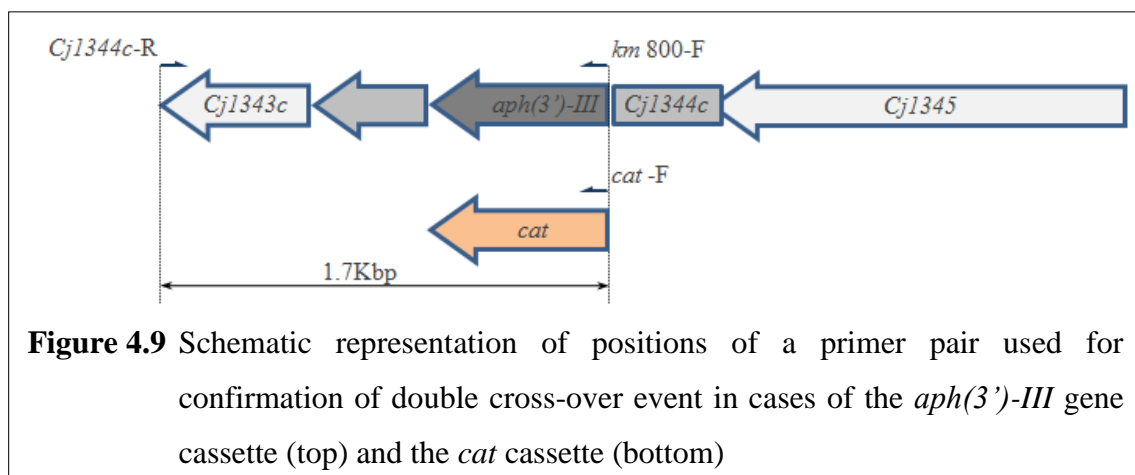 Cj1344c-R
km 800-F
Cj1343c
aph(3')-III
Cj1344c
Cj1345
cat -F
cat
1.7Kbp
Figure 4.9 Schematic representation of positions of a primer pair used for
confirmation of double cross-over event in cases of the aph(3’)-III gene
cassette (top) and the cat cassette (bottom)